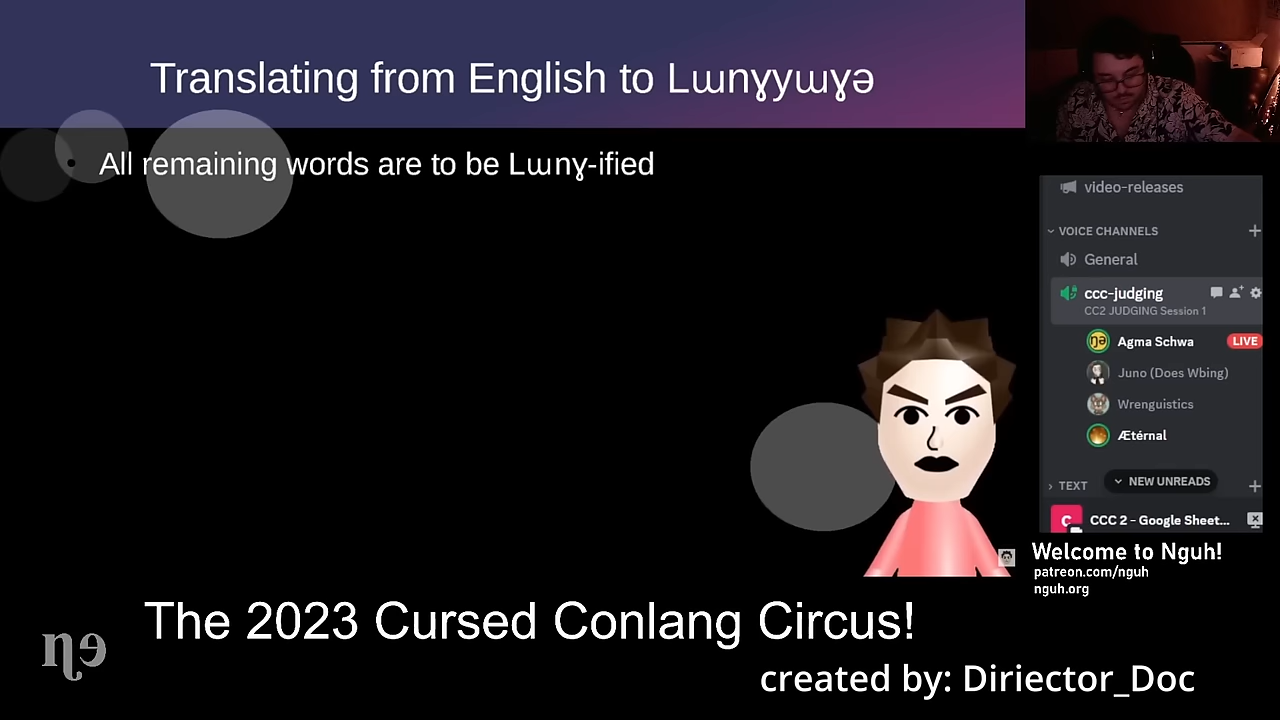 Translating from English to Lɯnɣyɯɣə
• All remaining words are to be Lɯnɣ-ified
video-releases
VOICE CHANNELS
General
ccc-judging
CC2 JUDGING Session 1
Agma Schwa
LIVE
Juno (Does Wbing)
Wrenguistics
Ætérnal
TEXT
NEW UNREADS
C
CCC 2 - Google Sheet...
Welcome to Nguh!
patreon.com/nguh
nguh.org
The 2023 Cursed Conlang Circus!
created by: Diriector_Doc